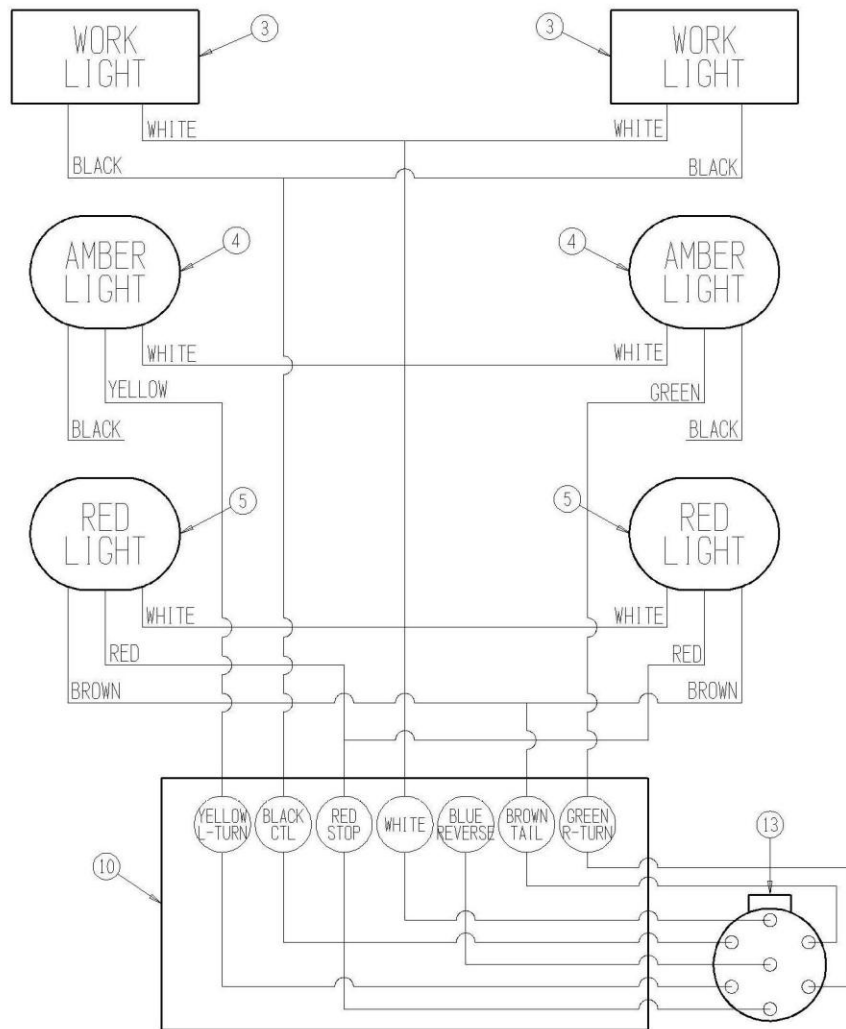 WORK
LIGHT
3
3
WORK
LIGHT
WHITE
WHITE
BLACK
BLACK
AMBER
LIGHT
4
4
AMBER
LIGHT
WHITE
WHITE
YELLOW
GREEN
BLACK
BLACK
RED
LIGHT
5
5
RED
LIGHT
WHITE
WHITE
RED
RED
BROWN
BROWN
YELLOW
L-TURN
BLACK
CTL
RED
STOP
WHITE
BLUE
REVERSE
BROWN
TAIL
GREEN
R-TURN
10
13